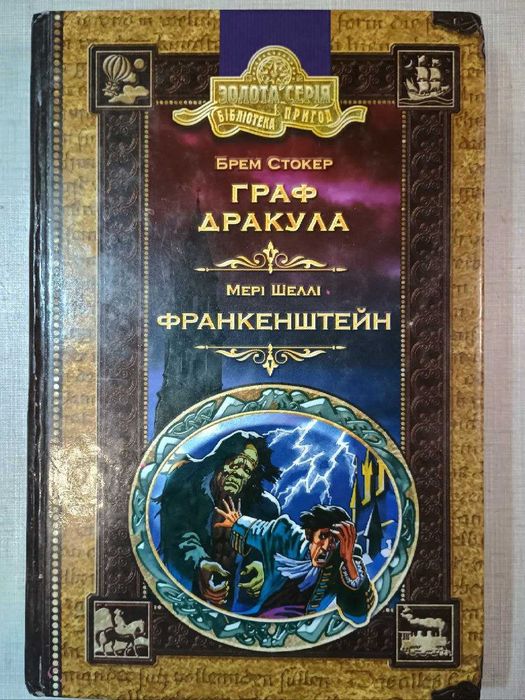 ЗОЛОТА СЕРІЯ
БІБЛІОТЕКА ПРИГОД
БРЕМ СТОКЕР
ГРАФ
ДРАКУЛА
МЕРІ ШЕЛЛІ
ФРАНКЕНШТЕЙН